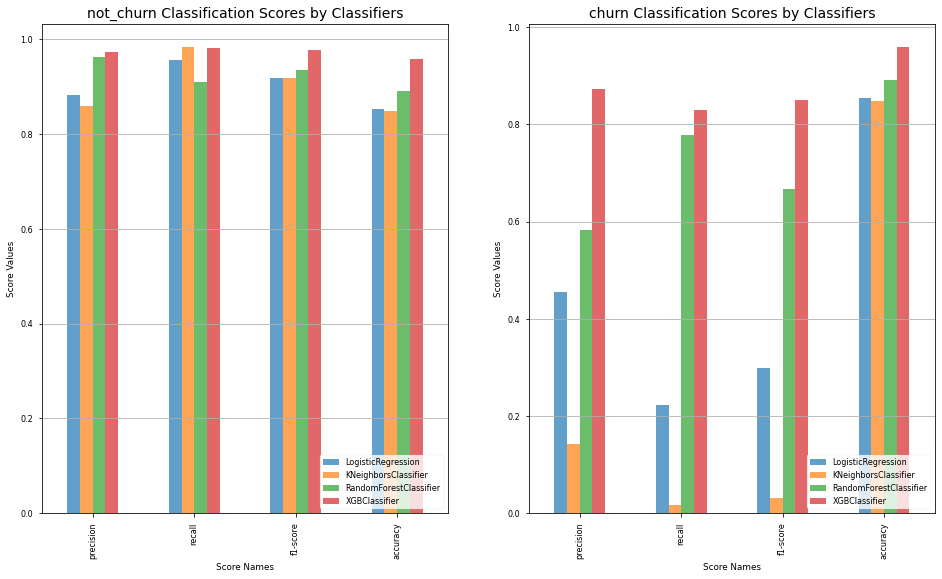 not_churn Classification Scores by Classifiers
1.0
0.8
0.6
0.4
0.2
0.0
Score Values
precision
recall
f1-score
accuracy
Score Names
LogisticRegression
KNeighborsClassifier
RandomForestClassifier
XGBClassifier
churn Classification Scores by Classifiers
1.0
0.8
0.6
0.4
0.2
0.0
Score Values
precision
recall
f1-score
accuracy
Score Names
LogisticRegression
KNeighborsClassifier
RandomForestClassifier
XGBClassifier